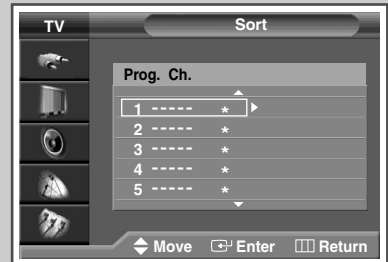 TV Sort
Prog. Ch.
1 ----- *
2 ----- *
3 ----- *
4 ----- *
5 ----- *
Move Enter Return